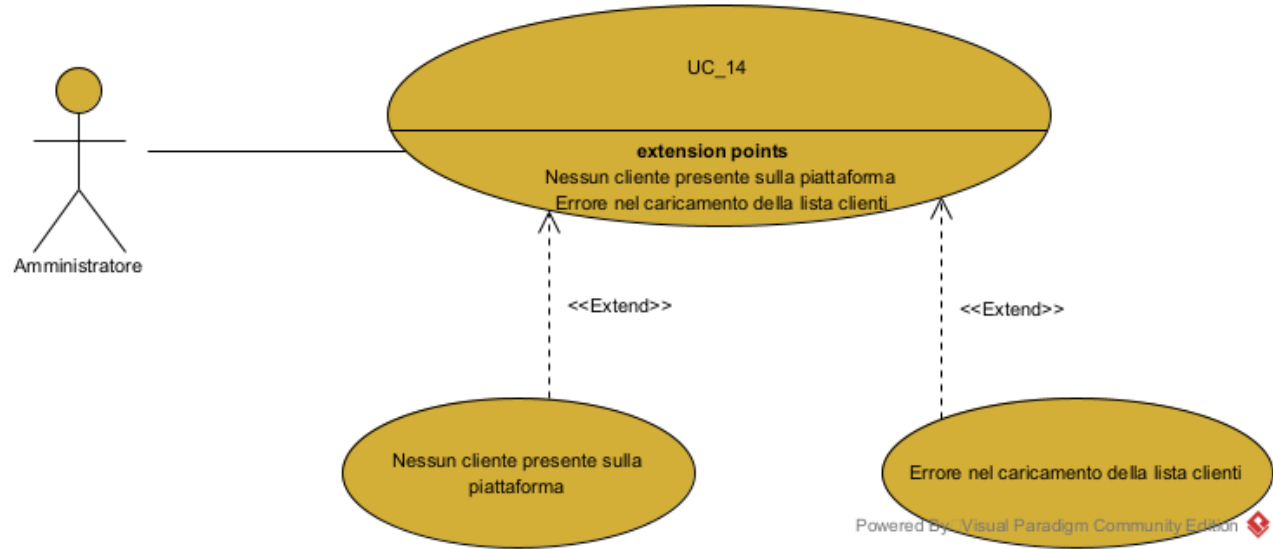 UC_14
extension points
Nessun cliente presente sulla piattaforma
Errore nel caricamento della lista clienti
Amministratore
<<Extend>>
<<Extend>>
Nessun cliente presente sulla
piattaforma
Errore nel caricamento della lista clienti
Powered By: Visual Paradigm Community Edition